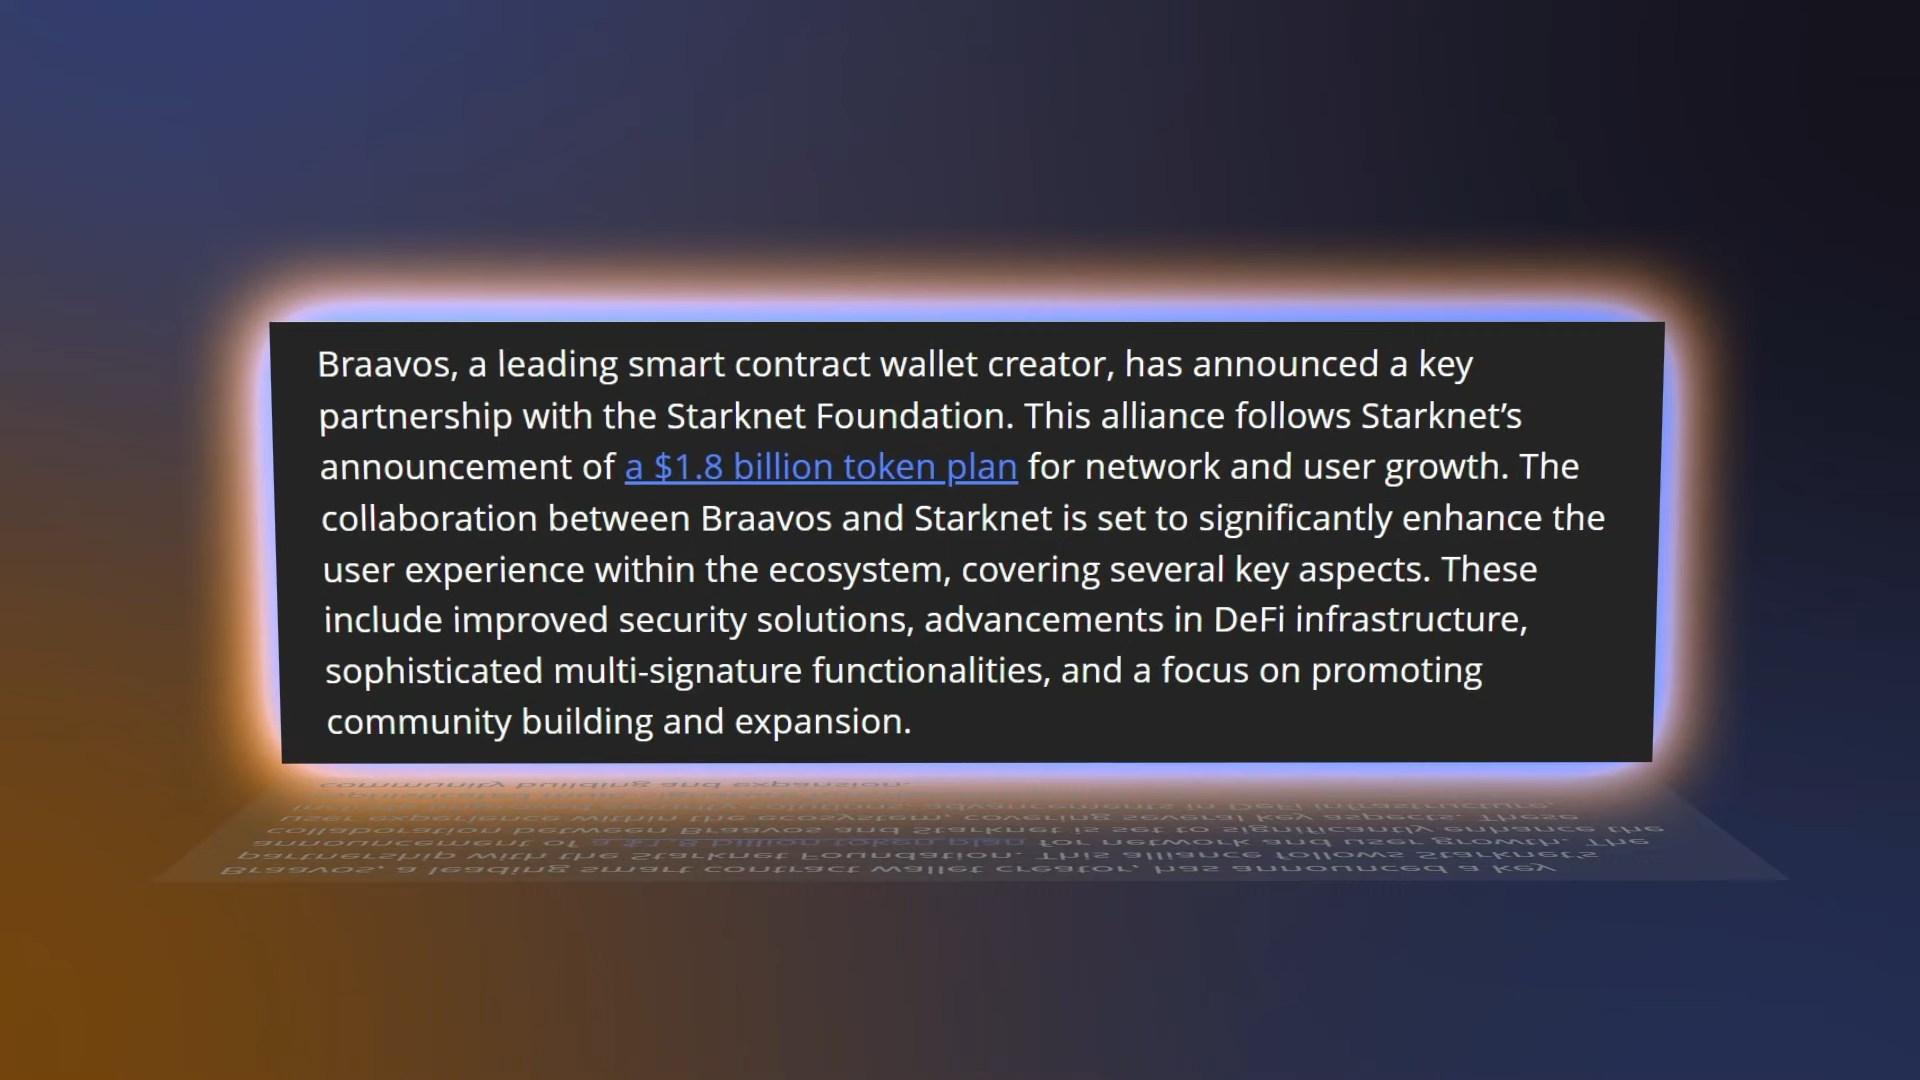 Braavos, a leading smart contract wallet creator, has announced a key
partnership with the Starknet Foundation. This alliance follows Starknet’s
announcement of a $1.8 billion token plan for network and user growth. The
collaboration between Braavos and Starknet is set to significantly enhance the
user experience within the ecosystem, covering several key aspects. These
include improved security solutions, advancements in DeFi infrastructure,
sophisticated multi-signature functionalities, and a focus on promoting
community building and expansion.